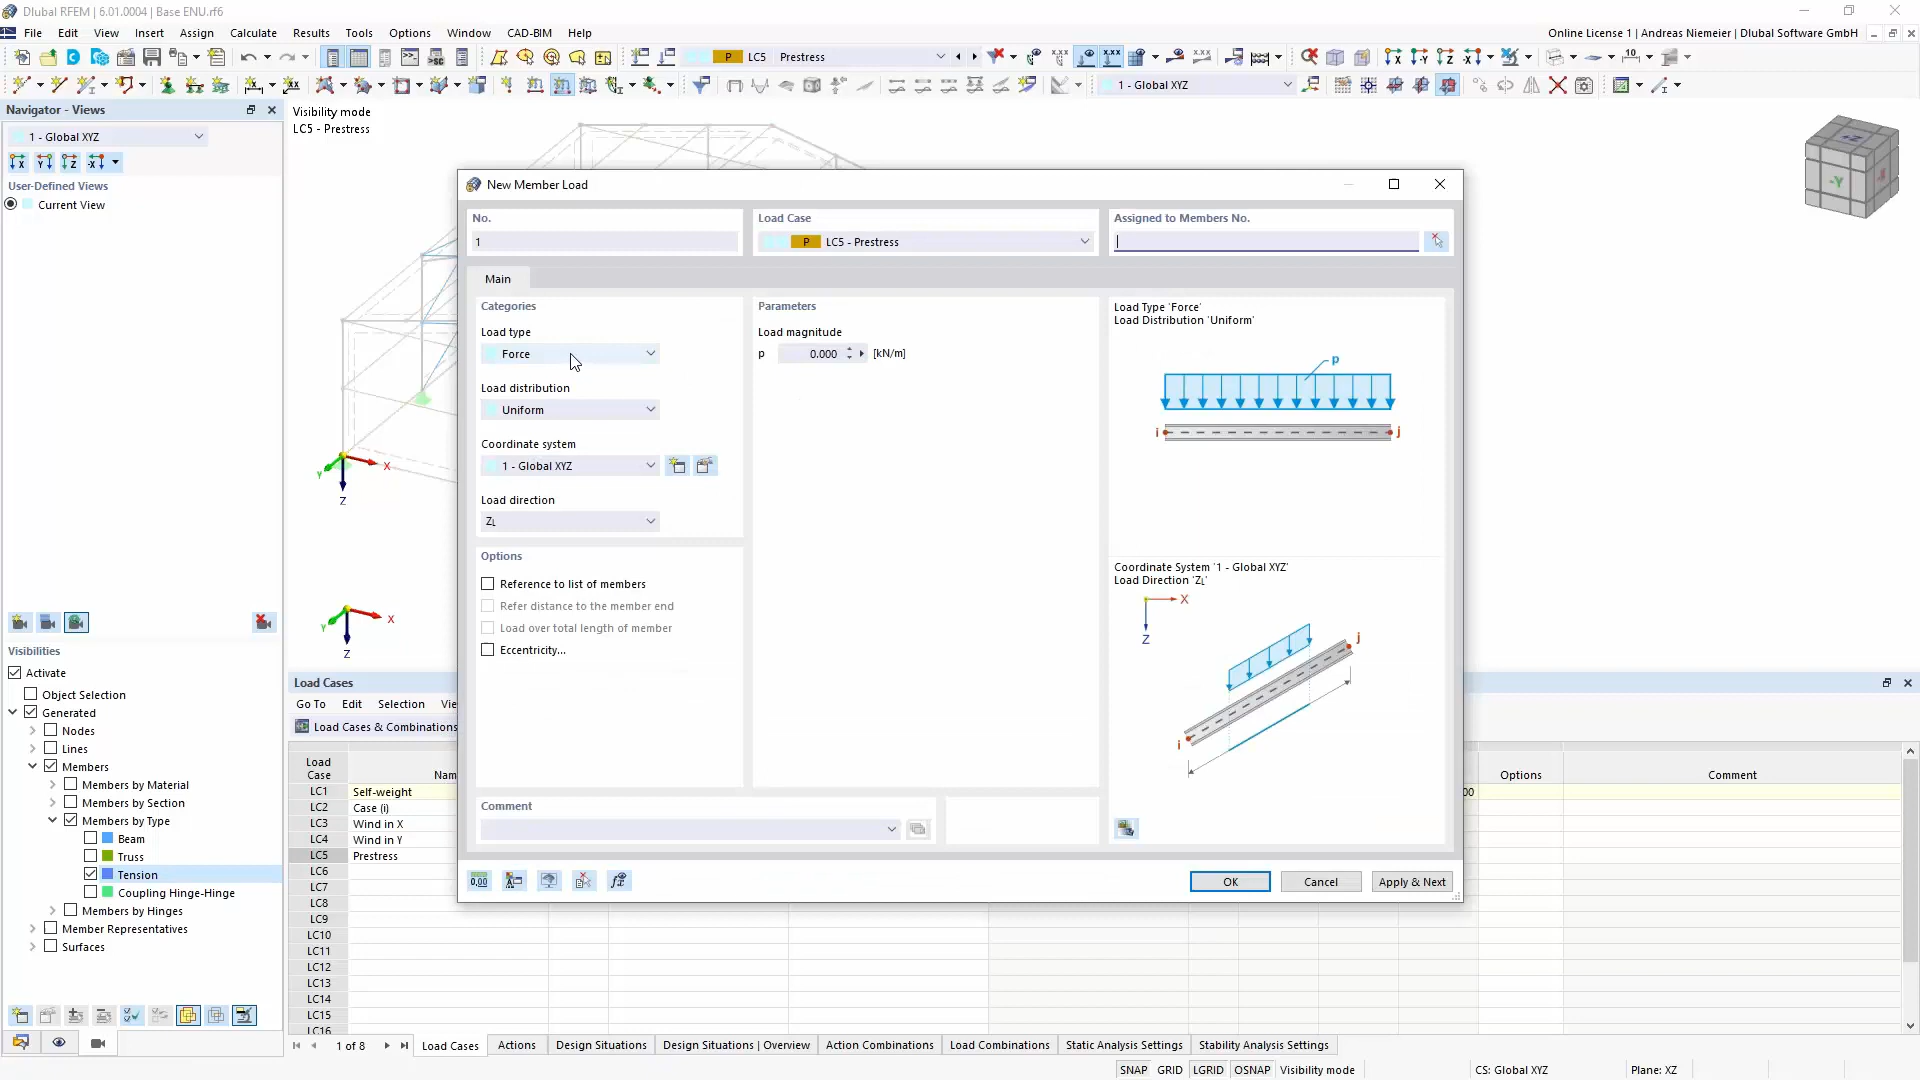 Dlubal RFEM | 6.01.0004 | Base ENU.rf6
File Edit View Insert Assign Calculate Results Tools Options Window CAD-BIM Help
Online License 1 | Andreas Niemeier | Dlubal Software GmbH
P LC5 Prestress
1 - Global XYZ
Navigator - Views
1 - Global XYZ
User-Defined Views
Current View
Visibilities
Activate
Object Selection
Generated
Nodes
Lines
Members
Members by Material
Members by Section
Members by Type
Beam
Truss
Tension
Coupling Hinge-Hinge
Members by Hinges
Member Representatives
Surfaces
Visibility mode
LC5 - Prestress
X
Y
Z
X
Y
Z
-Y
-X
+Z
New Member Load
No.
1
Load Case
P LC5 - Prestress
Assigned to Members No.
Main
Categories
Load type
Force
Load distribution
Uniform
Coordinate system
1 - Global XYZ
Load direction
ZL
Options
Reference to list of members
Refer distance to the member end
Load over total length of member
Eccentricity...
Parameters
Load magnitude
p 0.000 [kN/m]
Load Type 'Force'
Load Distribution 'Uniform'
p
i j
Coordinate System '1 - Global XYZ'
Load Direction 'ZL'
X
Z
j
i
Comment
OK Cancel Apply & Next
Load Cases
Go To Edit Selection Vie
Load Cases & Combinations
Load
Case Nam Options Comment
LC1 Self-weight 00
LC2 Case (i)
LC3 Wind in X
LC4 Wind in Y
LC5 Prestress
LC6
LC7
LC8
LC9
LC10
LC11
LC12
LC13
LC14
LC15
LC16
1 of 8 Load Cases Actions Design Situations Design Situations | Overview Action Combinations Load Combinations Static Analysis Settings Stability Analysis Settings
SNAP GRID LGRID OSNAP Visibility mode CS: Global XYZ Plane: XZ